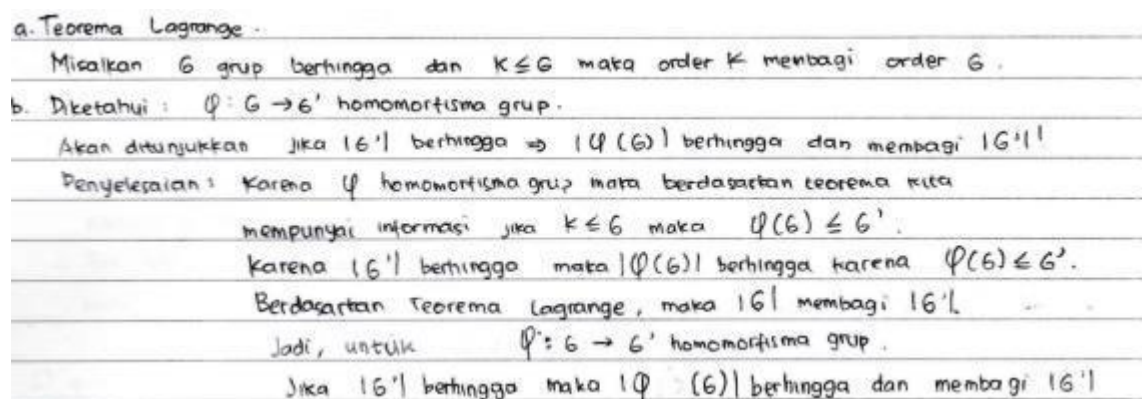 a. Teorema Lagrange.
Misalkan G grup berhingga dan K ≤ G maka order K membagi order G.
b. Diketahui : φ : G → G' homomorfisma grup.
Akan ditunjukkan jika |G'| berhingga ⇒ |φ(G)| berhingga dan membagi |G'|!
Penyelesaian : Karena φ homomorfisma grup maka berdasarkan teorema kita
mempunyai informasi jika K ≤ G maka φ(G) ≤ G'.
Karena |G'| berhingga maka |φ(G)| berhingga karena φ(G) ≤ G'.
Berdasarkan Teorema Lagrange, maka |G| membagi |G'|.
Jadi, untuk φ : G → G' homomorfisma grup.
Jika |G'| berhingga maka |φ (G)| berhingga dan membagi |G'|